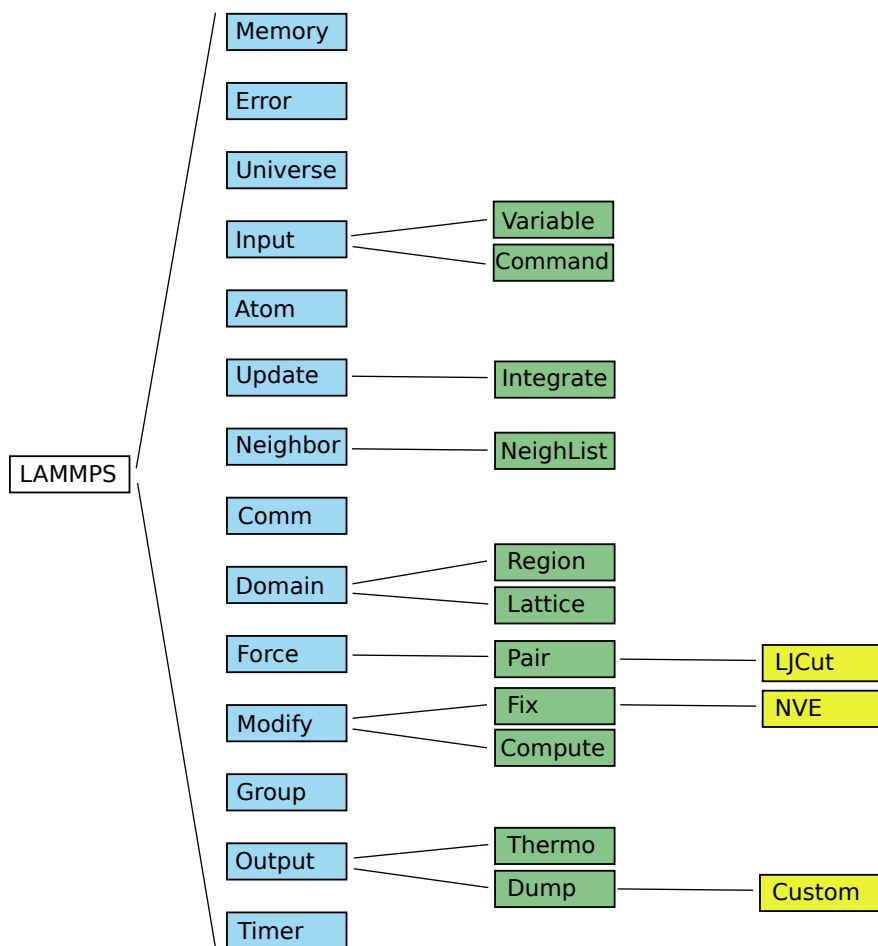 Memory
Error
Universe
Input
Variable
Command
Atom
Update
Integrate
Neighbor
NeighList
LAMMPS
Comm
Domain
Region
Lattice
Force
Pair
LJCut
Modify
Fix
NVE
Compute
Group
Output
Thermo
Dump
Custom
Timer